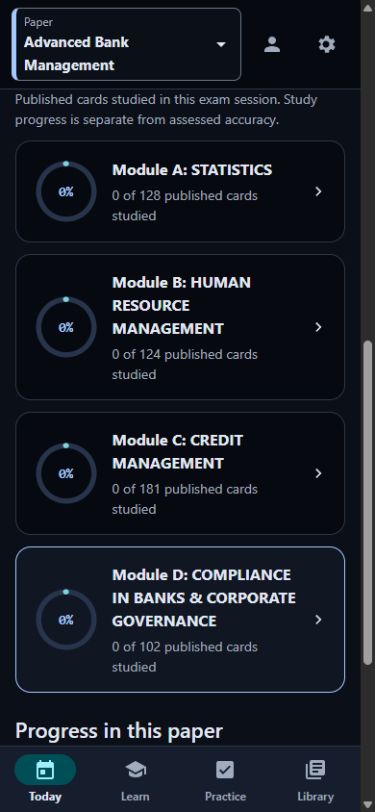 Paper
Advanced Bank
Management
Published cards studied in this exam session. Study
progress is separate from assessed accuracy.
0%
Module A: STATISTICS
0 of 128 published cards
studied
0%
Module B: HUMAN
RESOURCE
MANAGEMENT
0 of 124 published cards
studied
0%
Module C: CREDIT
MANAGEMENT
0 of 181 published cards
studied
0%
Module D: COMPLIANCE
IN BANKS & CORPORATE
GOVERNANCE
0 of 102 published cards
studied
Progress in this paper
Today
Learn
Practice
Library